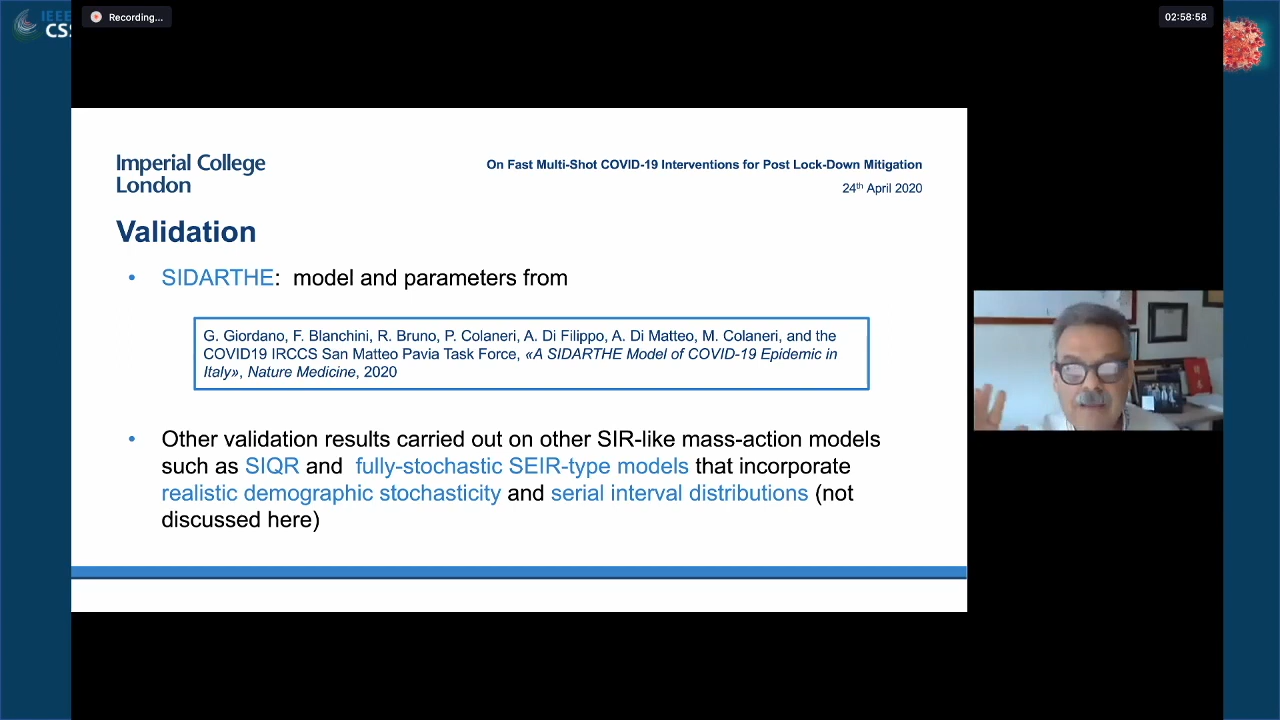 IEEE
CSS
Recording...
02:58:58
Imperial College
London
On Fast Multi-Shot COVID-19 Interventions for Post Lock-Down Mitigation
24th April 2020
Validation
• SIDARTHE: model and parameters from
G. Giordano, F. Blanchini, R. Bruno, P. Colaneri, A. Di Filippo, A. Di Matteo, M. Colaneri, and the
COVID19 IRCCS San Matteo Pavia Task Force, «A SIDARTHE Model of COVID-19 Epidemic in
Italy», Nature Medicine, 2020
• Other validation results carried out on other SIR-like mass-action models
such as SIQR and fully-stochastic SEIR-type models that incorporate
realistic demographic stochasticity and serial interval distributions (not
discussed here)